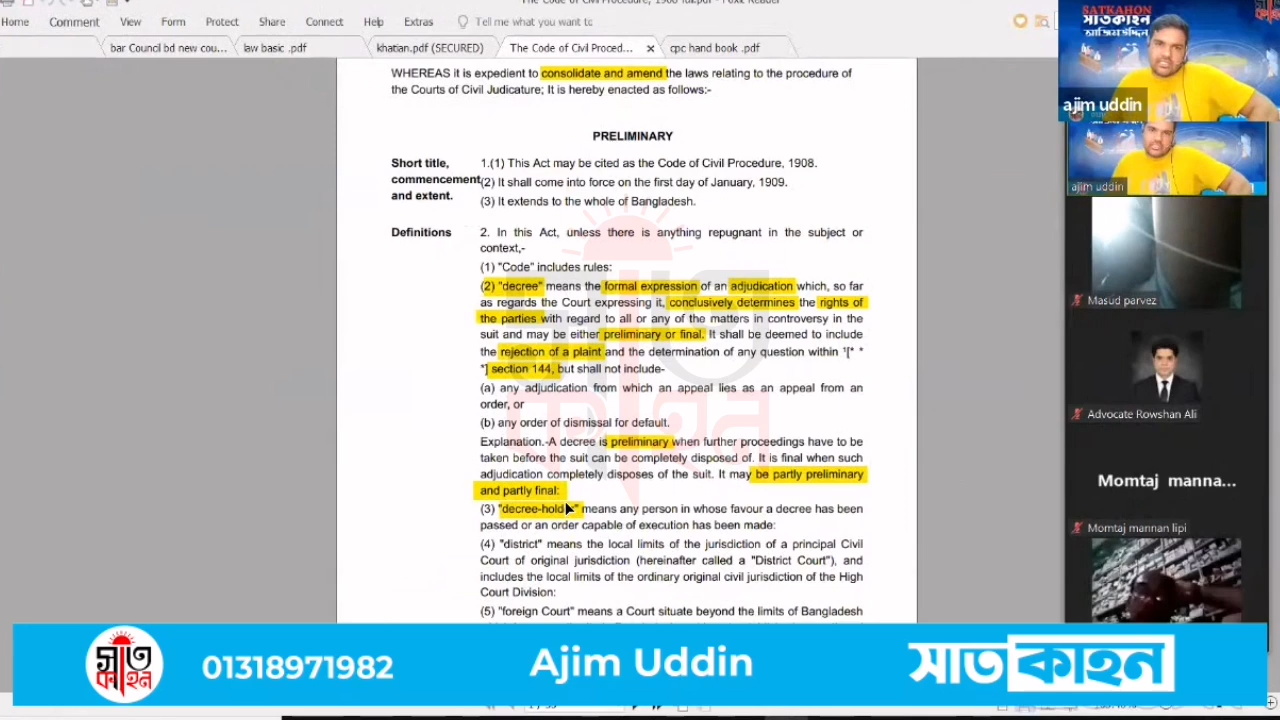 The Code of Civil Procedure, 1908
Home Comment View Form Protect Share Connect Help Extras Tell me what you want to
bar Council bd new cou... law basic .pdf khatian.pdf (SECURED) The Code of Civil Proced... × cpc hand book .pdf
WHEREAS it is expedient to consolidate and amend the laws relating to the procedure of
the Courts of Civil Judicature; It is hereby enacted as follows:-
PRELIMINARY
Short title,
commencement
and extent.
1.(1) This Act may be cited as the Code of Civil Procedure, 1908.
(2) It shall come into force on the first day of January, 1909.
(3) It extends to the whole of Bangladesh.
Definitions
2. In this Act, unless there is anything repugnant in the subject or
context,-
(1) "Code" includes rules:
(2) "decree" means the formal expression of an adjudication which, so far
as regards the Court expressing it, conclusively determines the rights of
the parties with regard to all or any of the matters in controversy in the
suit and may be either preliminary or final. It shall be deemed to include
the rejection of a plaint and the determination of any question within ¹[* *
*] section 144, but shall not include-
(a) any adjudication from which an appeal lies as an appeal from an
order, or
(b) any order of dismissal for default.
Explanation.-A decree is preliminary when further proceedings have to be
taken before the suit can be completely disposed of. It is final when such
adjudication completely disposes of the suit. It may be partly preliminary
and partly final:
(3) "decree-holder" means any person in whose favour a decree has been
passed or an order capable of execution has been made:
(4) "district" means the local limits of the jurisdiction of a principal Civil
Court of original jurisdiction (hereinafter called a "District Court"), and
includes the local limits of the ordinary original civil jurisdiction of the High
Court Division:
(5) "foreign Court" means a Court situate beyond the limits of Bangladesh
SATKAHON
সাতকাহন
আজিম উদ্দিন
ajim uddin
ajim uddin
Masud parvez
Advocate Rowshan Ali
Momtaj manna...
Momtaj mannan lipi
সাত
কাহন
01318971982
Ajim Uddin
সাতকাহন